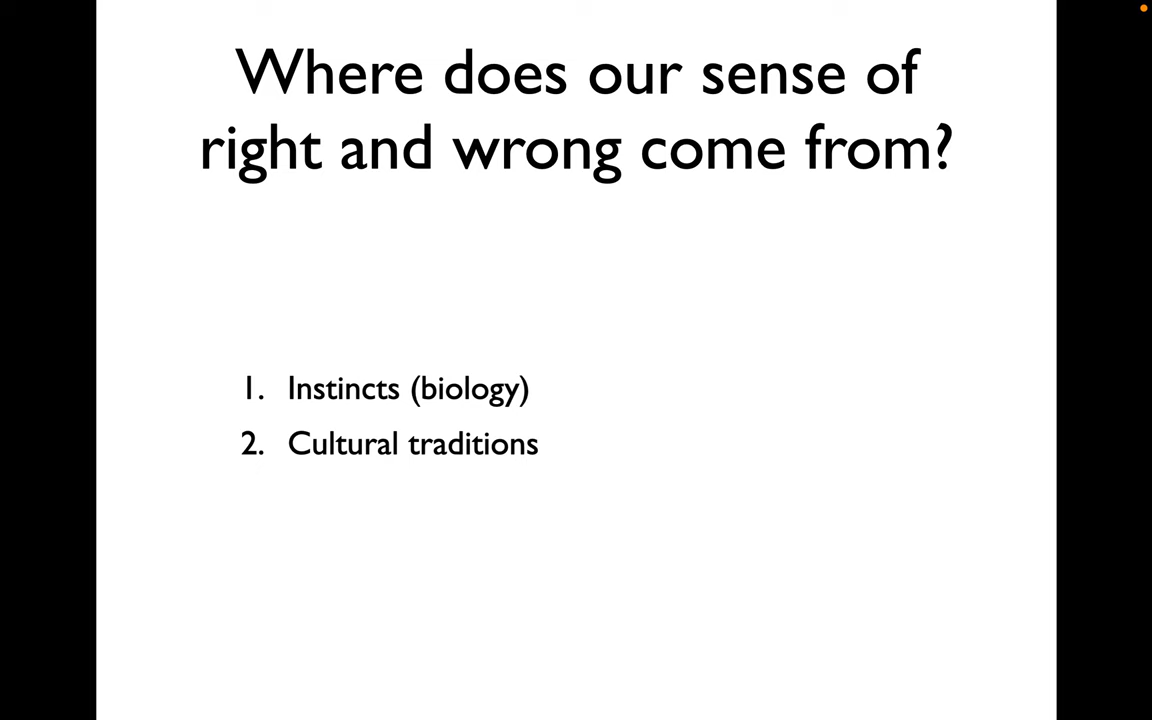 Where does our sense of
right and wrong come from?
1. Instincts (biology)
2. Cultural traditions